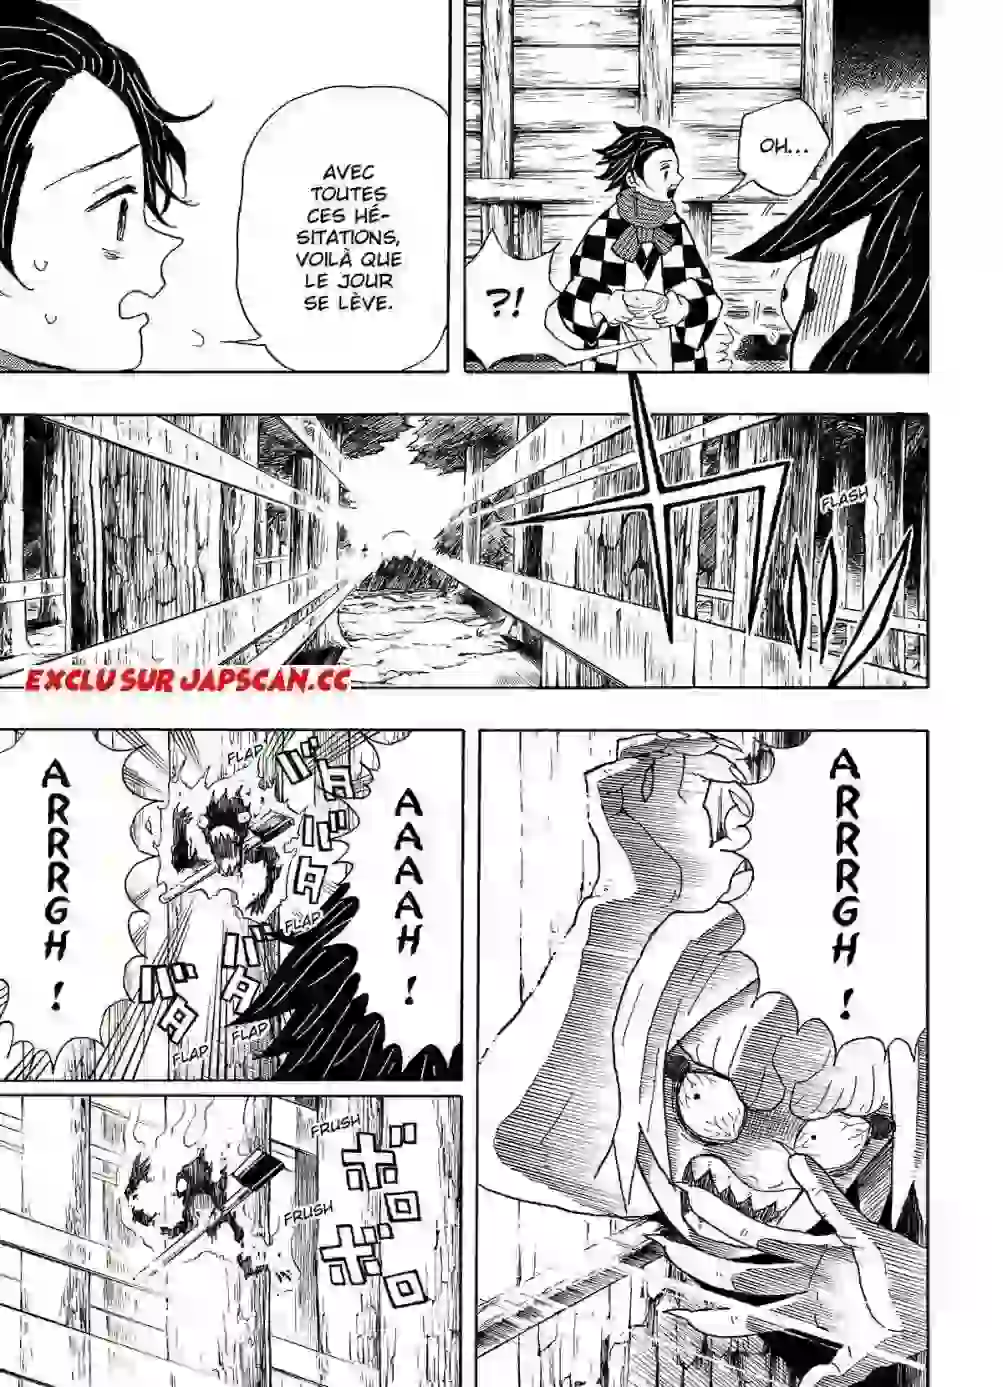 OH...
?!
AVEC
TOUTES
CES HÉ-
SITATIONS,
VOILÀ QUE
LE JOUR
SE LÈVE.
FLASH
EXCLU SUR JAPSCAN.CC
ARRRGH !
AAAAH !
ARRRGH !
FLAP
バタ
バタ
FLAP
バタ
バタ
FLAP
FLAP
FRUSH
ボロ
FRUSH
ボロ